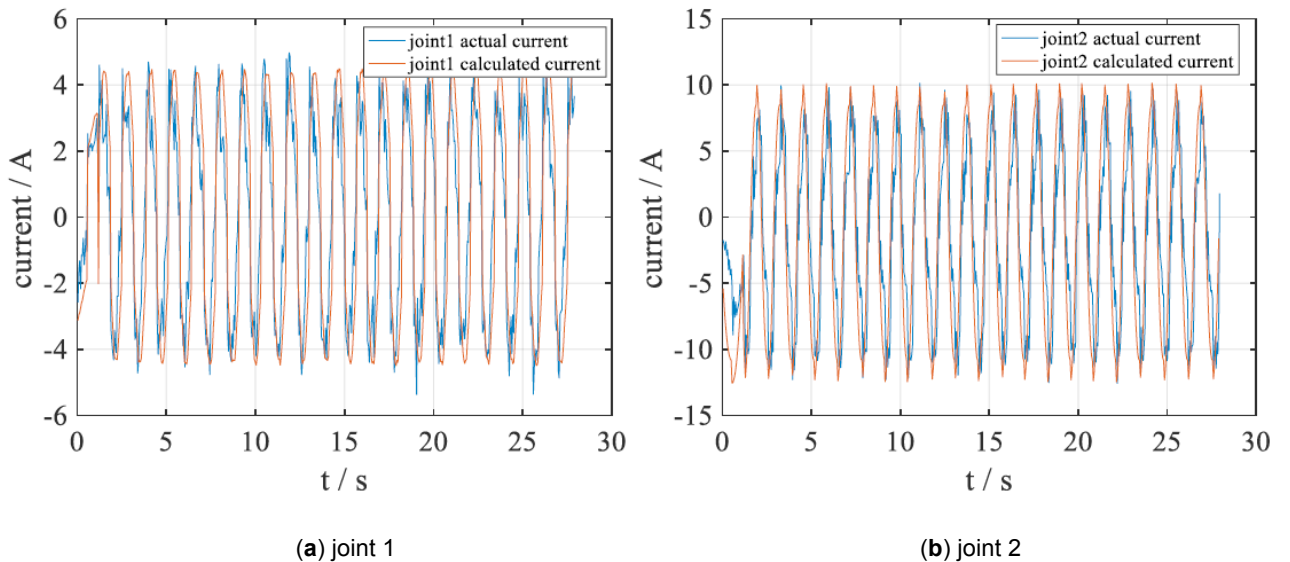 6
4
2
0
-2
-4
-6
current / A
joint1 actual current
joint1 calculated current
0 5 10 15 20 25 30
t / s
(a) joint 1
15
10
5
0
-5
-10
-15
current / A
joint2 actual current
joint2 calculated current
0 5 10 15 20 25 30
t / s
(b) joint 2